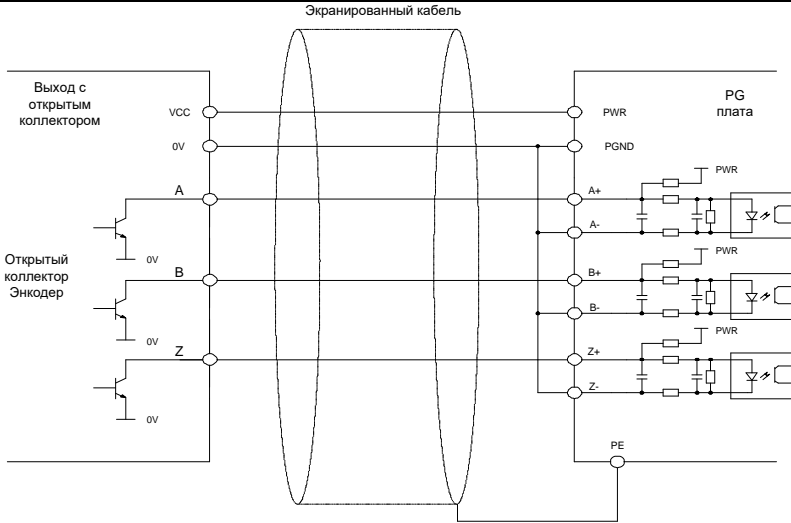 Экранированный кабель
Выход с
открытым
коллектором
PG
плата
VCC
PWR
0V
PGND
PWR
A
A+
A-
0V
Открытый
коллектор
Энкодер
PWR
B
B+
B-
0V
PWR
Z
Z+
Z-
0V
PE